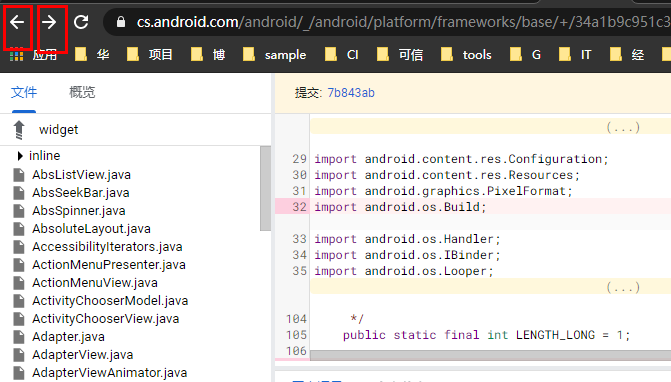 cs.android.com/android/_/android/platform/frameworks/base/+/34a1b9c951c3
应用 华 项目 博 sample CI 可信 tools G IT 经
文件 概览
提交: 7b843ab
widget
inline
AbsListView.java
AbsSeekBar.java
AbsSpinner.java
AbsoluteLayout.java
AccessibilityIterators.java
ActionMenuPresenter.java
ActionMenuView.java
ActivityChooserModel.java
ActivityChooserView.java
Adapter.java
AdapterView.java
AdapterViewAnimator.java
(...)
29 import android.content.res.Configuration;
30 import android.content.res.Resources;
31 import android.graphics.PixelFormat;
32 import android.os.Build;
33 import android.os.Handler;
34 import android.os.IBinder;
35 import android.os.Looper;
(...)
104 */
105 public static final int LENGTH_LONG = 1;
106